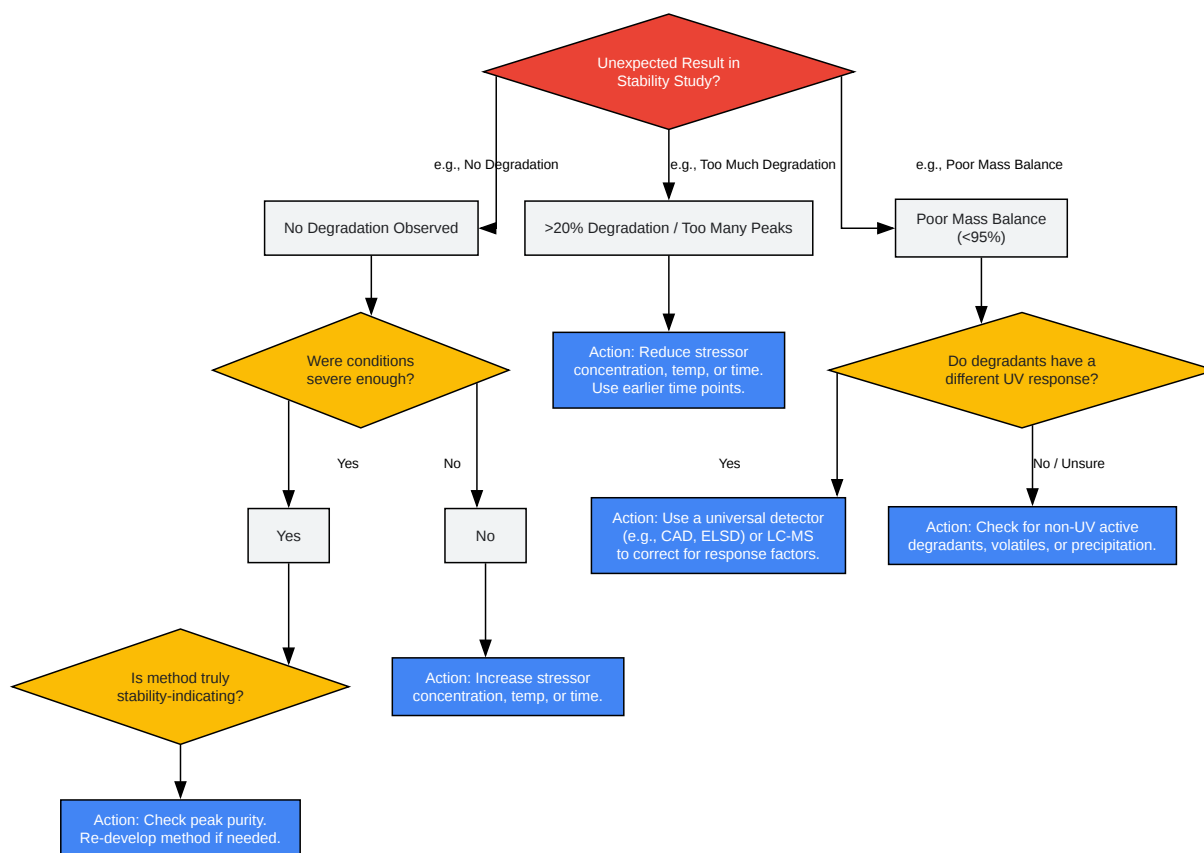 Unexpected Result in
Stability Study?
e.g., No Degradation
e.g., Too Much Degradation
e.g., Poor Mass Balance
No Degradation Observed
>20% Degradation / Too Many Peaks
Poor Mass Balance
(<95%)
Were conditions
severe enough?
Action: Reduce stressor
concentration, temp, or time.
Use earlier time points.
Do degradants have a
different UV response?
Yes
No
Yes
No / Unsure
Yes
No
Action: Use a universal detector
(e.g., CAD, ELSD) or LC-MS
to correct for response factors.
Action: Check for non-UV active
degradants, volatiles, or precipitation.
Is method truly
stability-indicating?
Action: Increase stressor
concentration, temp, or time.
Action: Check peak purity.
Re-develop method if needed.